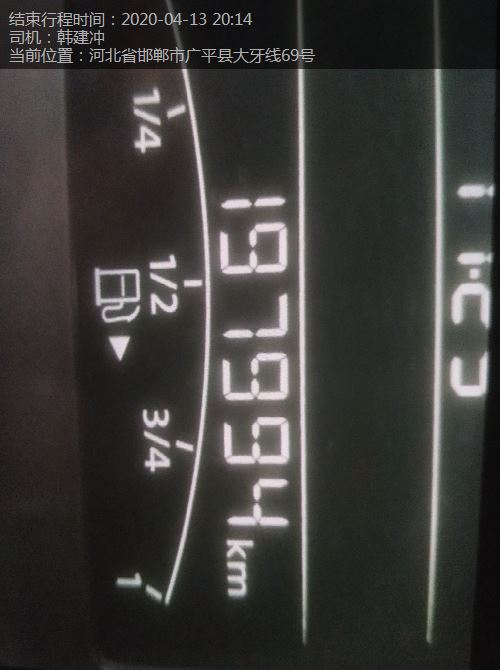 结束行程时间：2020-04-13 20:14
司机：韩建冲
当前位置：河北省邯郸市广平县大牙线69号
197994 km
1/4
1/2
3/4
1